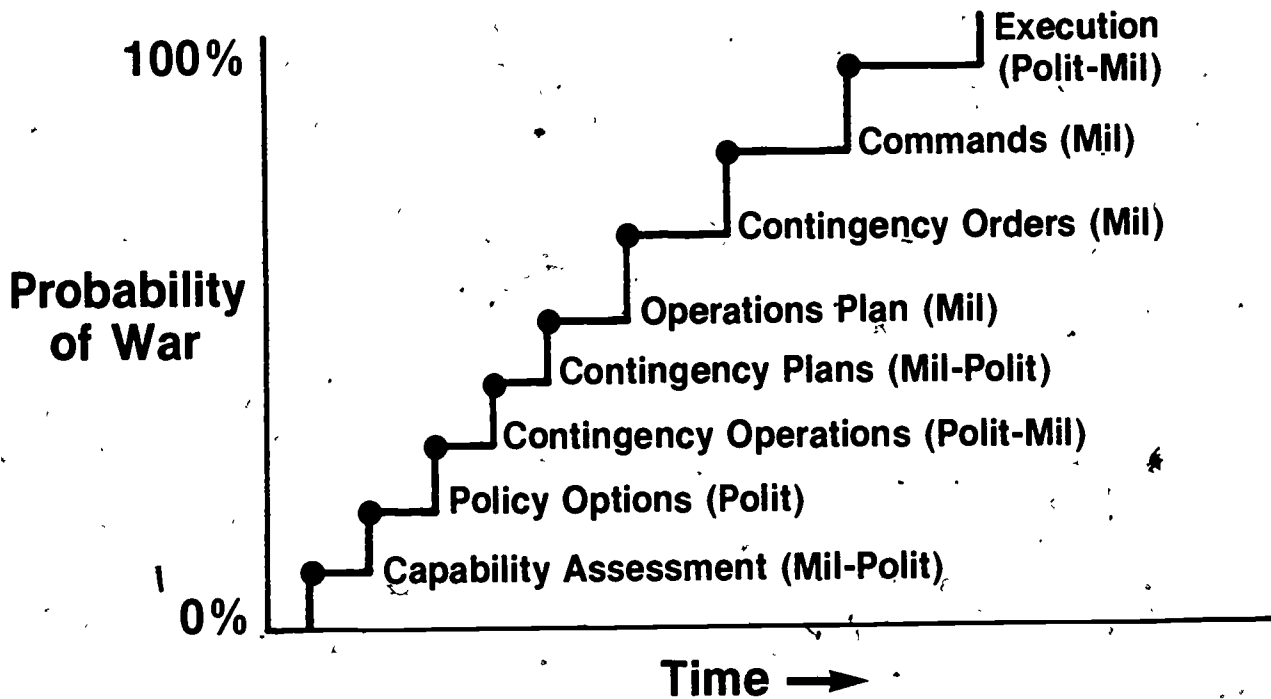 100%
Execution
(Polit-Mil)
Commands (Mil)
Contingency Orders (Mil)
Probability
of War
Operations Plan (Mil)
Contingency Plans (Mil-Polit)
Contingency Operations (Polit-Mil)
Policy Options (Polit)
Capability Assessment (Mil-Polit)
0%
Time